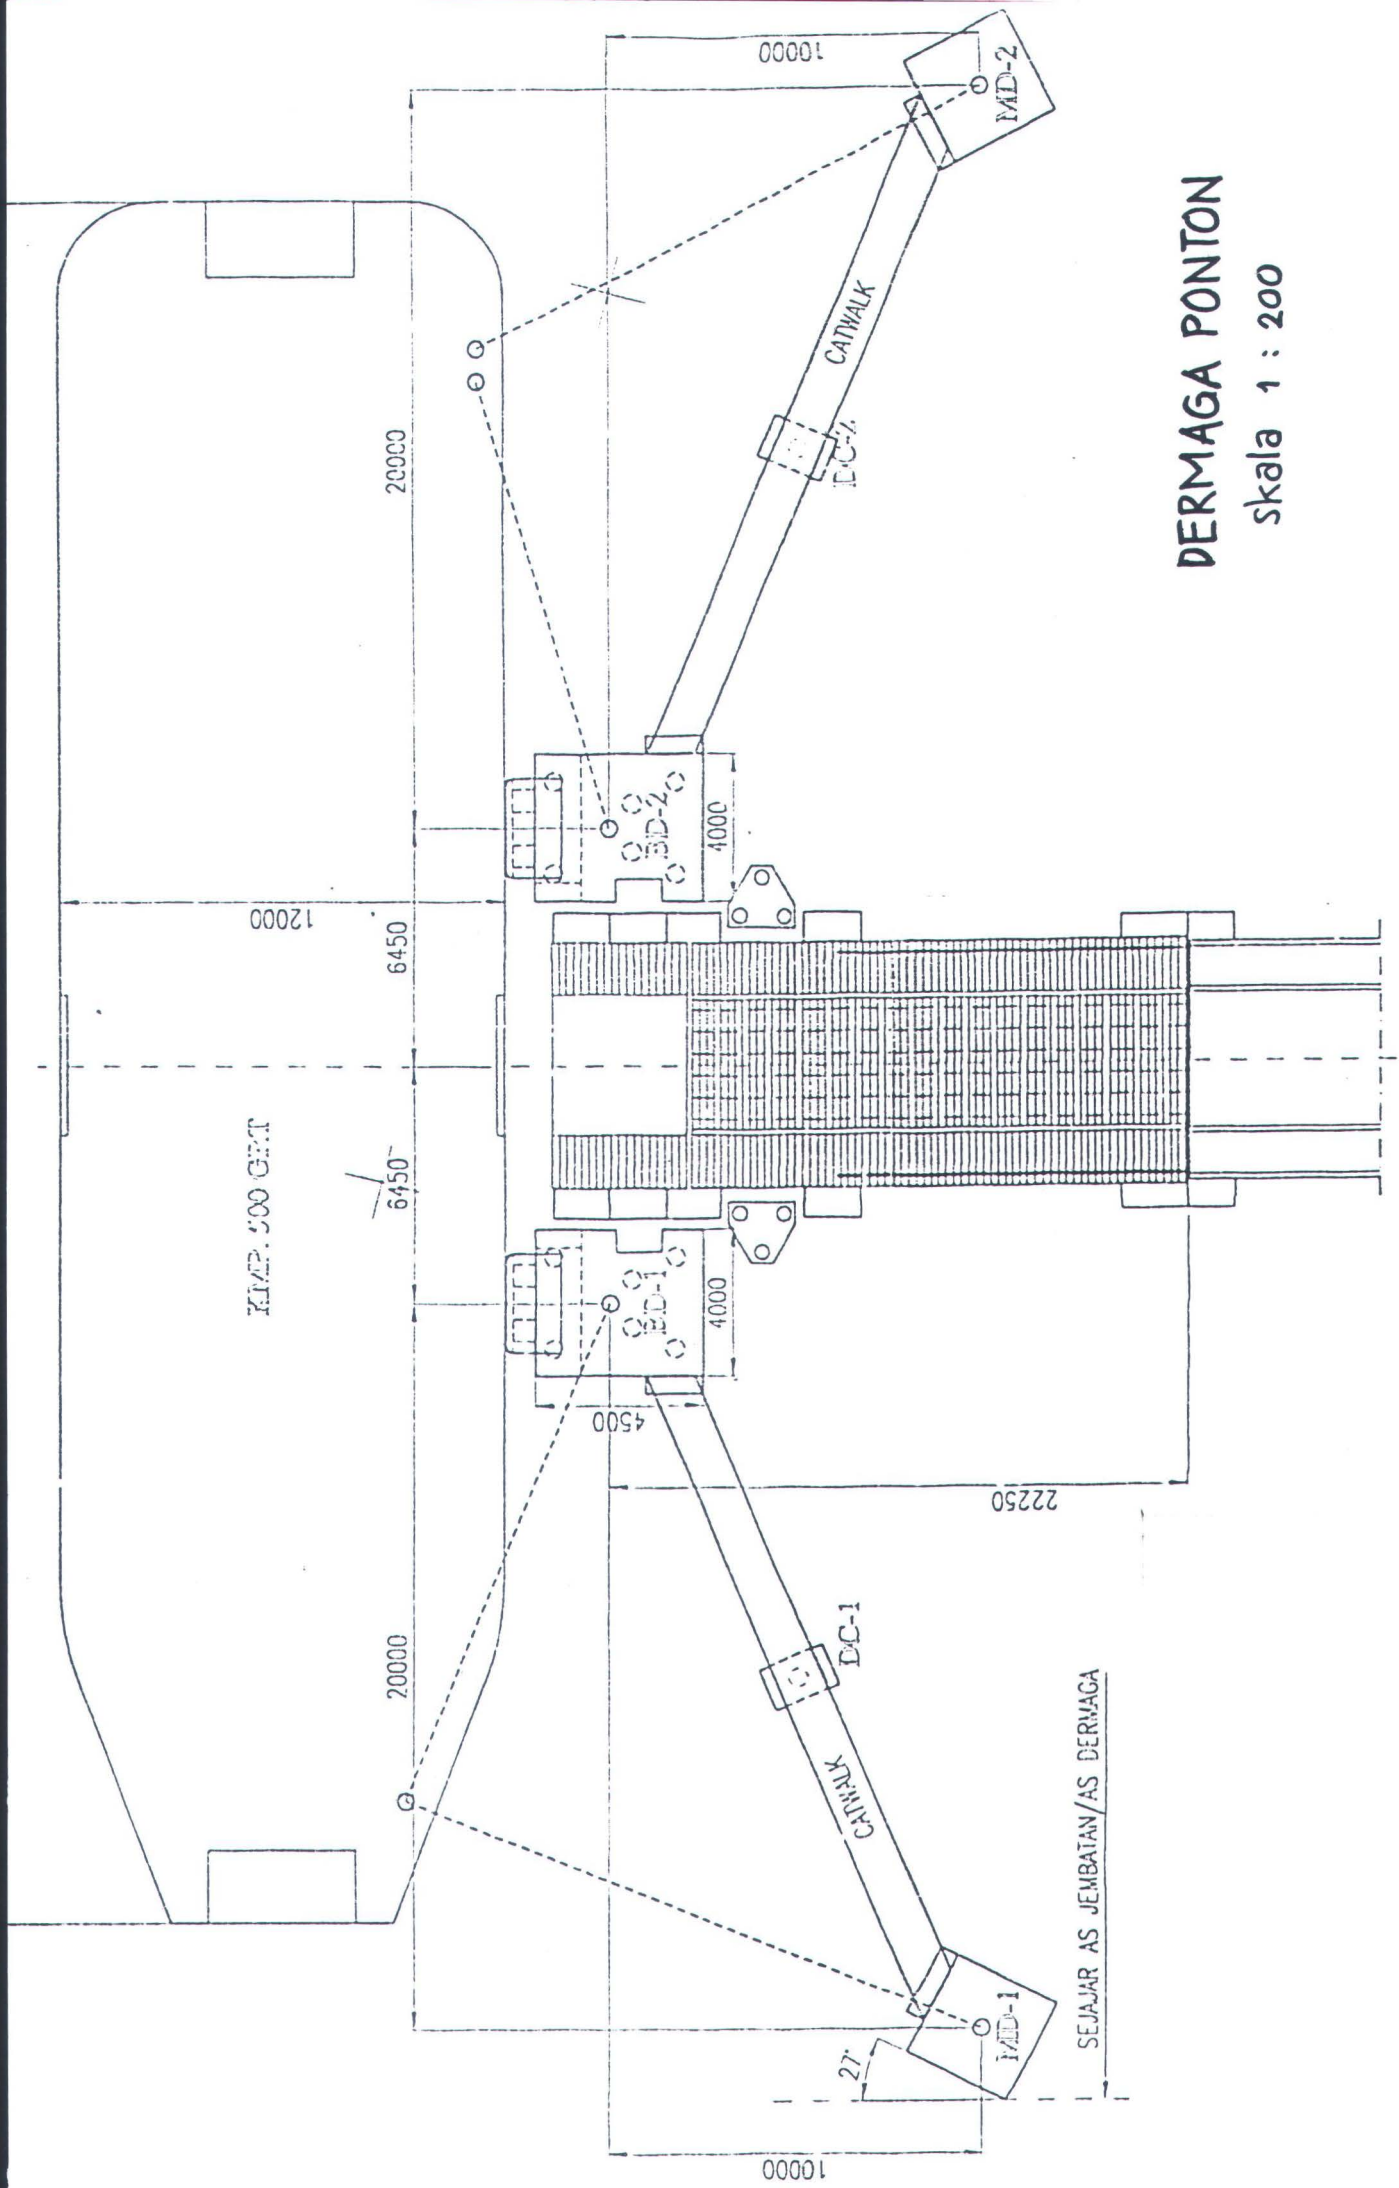 10000
MD-2
20000
CATWALK
DC-2
DERMAGA PONTON
skala 1 : 200
12000
6450
BD-2
4000
KMP. 500 GRT
6450
BD-1
4000
4500
22250
20000
DC-1
CATWALK
SEJAJAR AS JEMBATAN/AS DERMAGA
MD-1
27°
10000